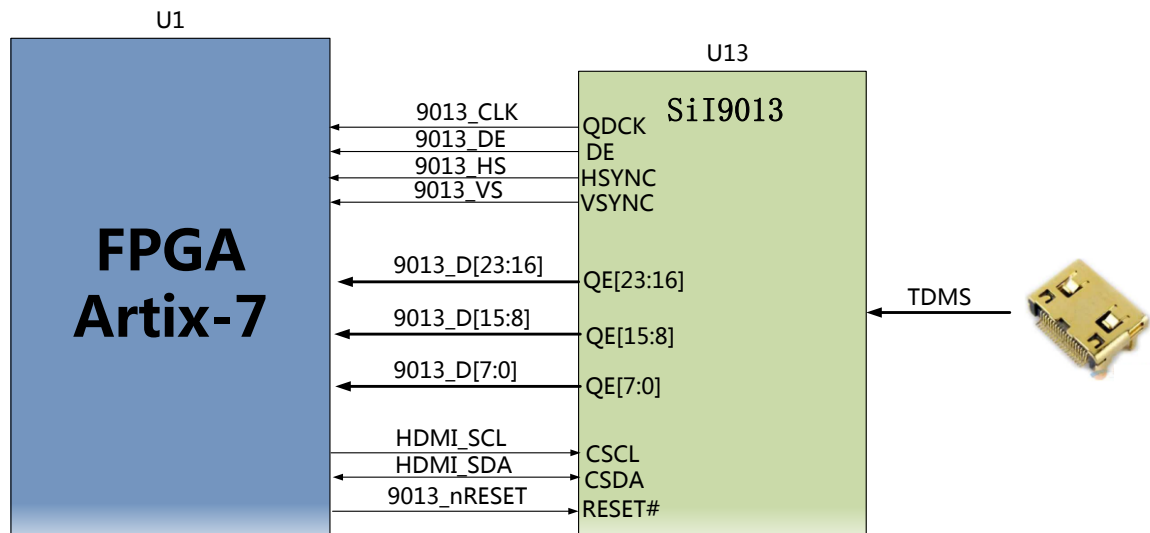 U1
U13
SiI9013
9013_CLK
QDCK
9013_DE
DE
9013_HS
HSYNC
9013_VS
VSYNC
FPGA
Artix-7
9013_D[23:16]
QE[23:16]
TDMS
9013_D[15:8]
QE[15:8]
9013_D[7:0]
QE[7:0]
HDMI_SCL
CSCL
HDMI_SDA
CSDA
9013_nRESET
RESET#